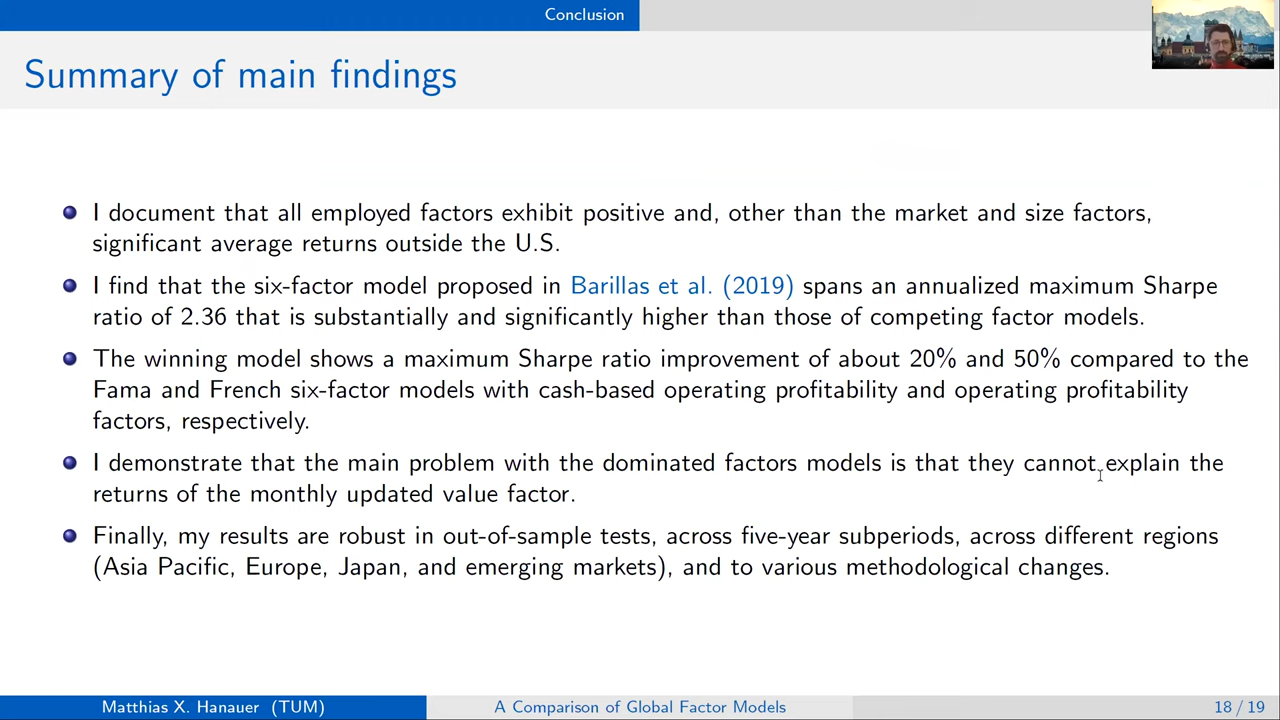 Conclusion
Summary of main findings
I document that all employed factors exhibit positive and, other than the market and size factors,
significant average returns outside the U.S.
I find that the six-factor model proposed in Barillas et al. (2019) spans an annualized maximum Sharpe
ratio of 2.36 that is substantially and significantly higher than those of competing factor models.
The winning model shows a maximum Sharpe ratio improvement of about 20% and 50% compared to the
Fama and French six-factor models with cash-based operating profitability and operating profitability
factors, respectively.
I demonstrate that the main problem with the dominated factors models is that they cannot explain the
returns of the monthly updated value factor.
Finally, my results are robust in out-of-sample tests, across five-year subperiods, across different regions
(Asia Pacific, Europe, Japan, and emerging markets), and to various methodological changes.
Matthias X. Hanauer (TUM)
A Comparison of Global Factor Models
18 / 19